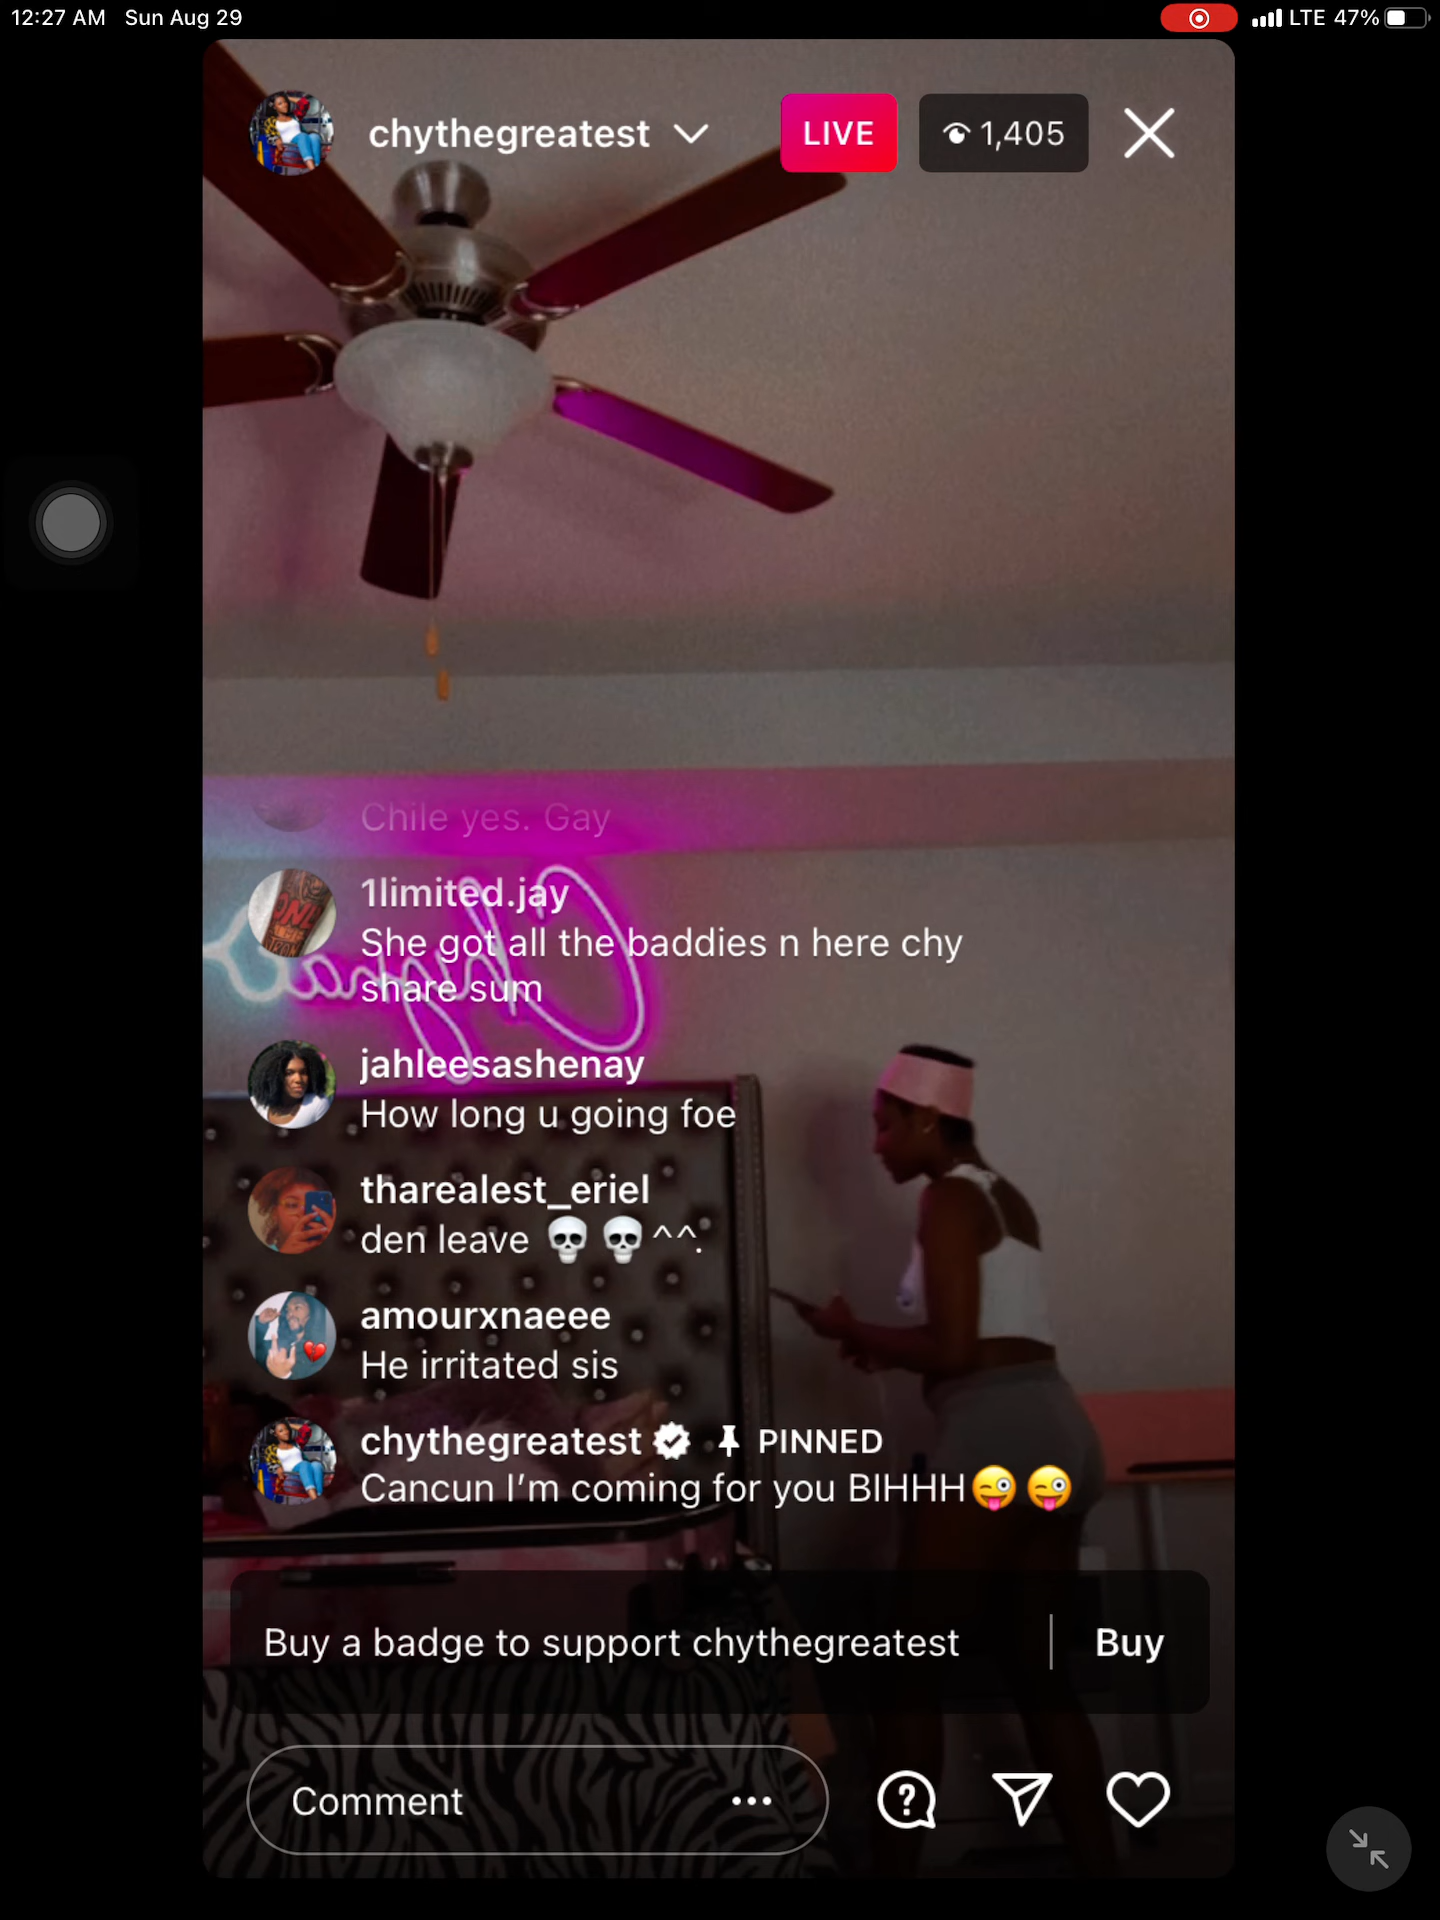 12:27 AM Sun Aug 29
LTE 47%
chythegreatest
LIVE
1,405
Chile yes. Gay
1limited.jay
She got all the baddies n here chy
share sum
jahleesashenay
How long u going foe
tharealest_eriel
den leave 💀💀^^.
amourxnaeee
He irritated sis
chythegreatest PINNED
Cancun I’m coming for you BIHHH😜😜
Buy a badge to support chythegreatest | Buy
Comment ...